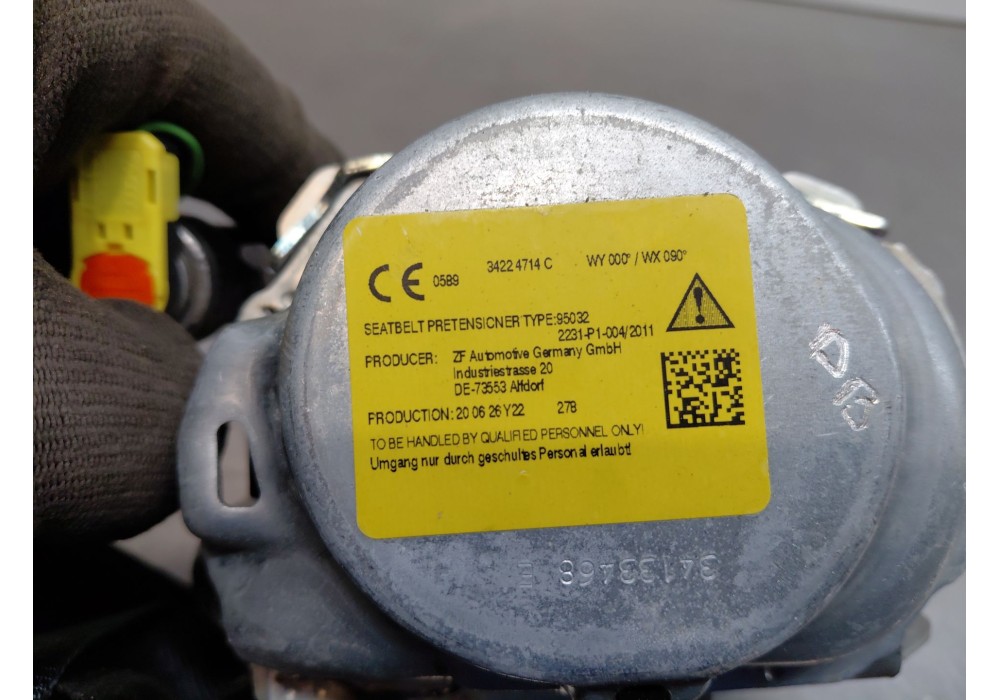 CE 0589 34224714 C WY 000° / WX 090°
SEATBELT PRETENSIONER TYPE:95032
2231-P1-004/2011
PRODUCER: ZF Automotive Germany GmbH
Industriestrasse 20
DE-73553 Alfdorf
PRODUCTION: 20 06 26 Y22 278
TO BE HANDLED BY QUALIFIED PERSONNEL ONLY!
Umgang nur durch geschultes Personal erlaubt!
34133468 E